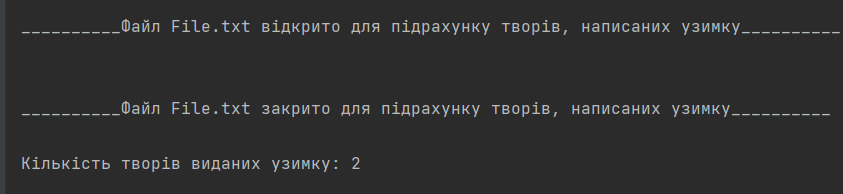 __________Файл File.txt відкрито для підрахунку творів, написаних узимку__________
__________Файл File.txt закрито для підрахунку творів, написаних узимку__________
Кількість творів виданих узимку: 2